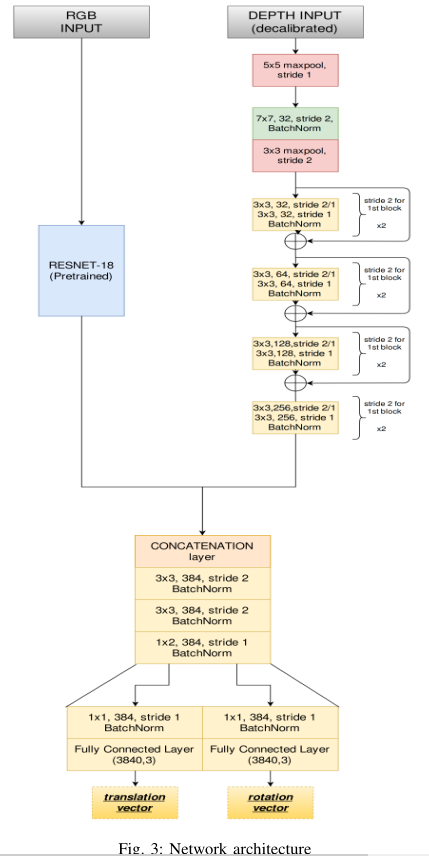 RGB
INPUT
DEPTH INPUT
(decalibrated)
5x5 maxpool,
stride 1
7x7, 32, stride 2,
BatchNorm
3x3 maxpool,
stride 2
3x3, 32, stride 2/1
3x3, 32, stride 1
BatchNorm
stride 2 for
1st block
x2
RESNET-18
(Pretrained)
3x3, 64, stride 2/1
3x3, 64, stride 1
BatchNorm
stride 2 for
1st block
x2
3x3,128,stride 2/1
3x3,128, stride 1
BatchNorm
stride 2 for
1st block
x2
3x3,256,stride 2/1
3x3, 256, stride 1
BatchNorm
stride 2 for
1st block
x2
CONCATENATION
layer
3x3, 384, stride 2
BatchNorm
3x3, 384, stride 2
BatchNorm
1x2, 384, stride 1
BatchNorm
1x1, 384, stride 1
BatchNorm
1x1, 384, stride 1
BatchNorm
Fully Connected Layer
(3840,3)
Fully Connected Layer
(3840,3)
translation
vector
rotation
vector
Fig. 3: Network architecture